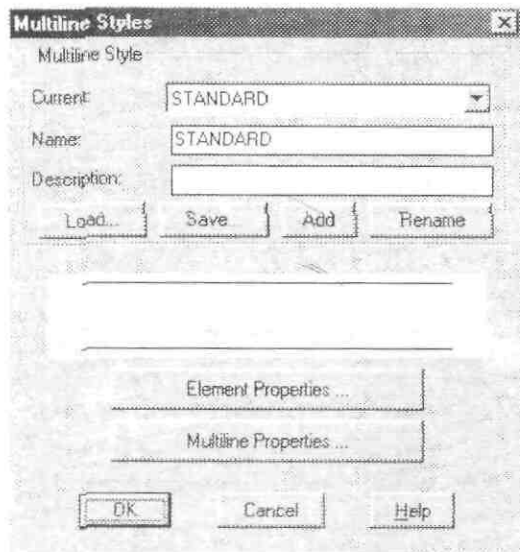 Multiline Styles
Multiline Style
Current: STANDARD
Name: STANDARD
Description:
Load... Save... Add Rename
Element Properties ...
Multiline Properties ...
OK Cancel Help